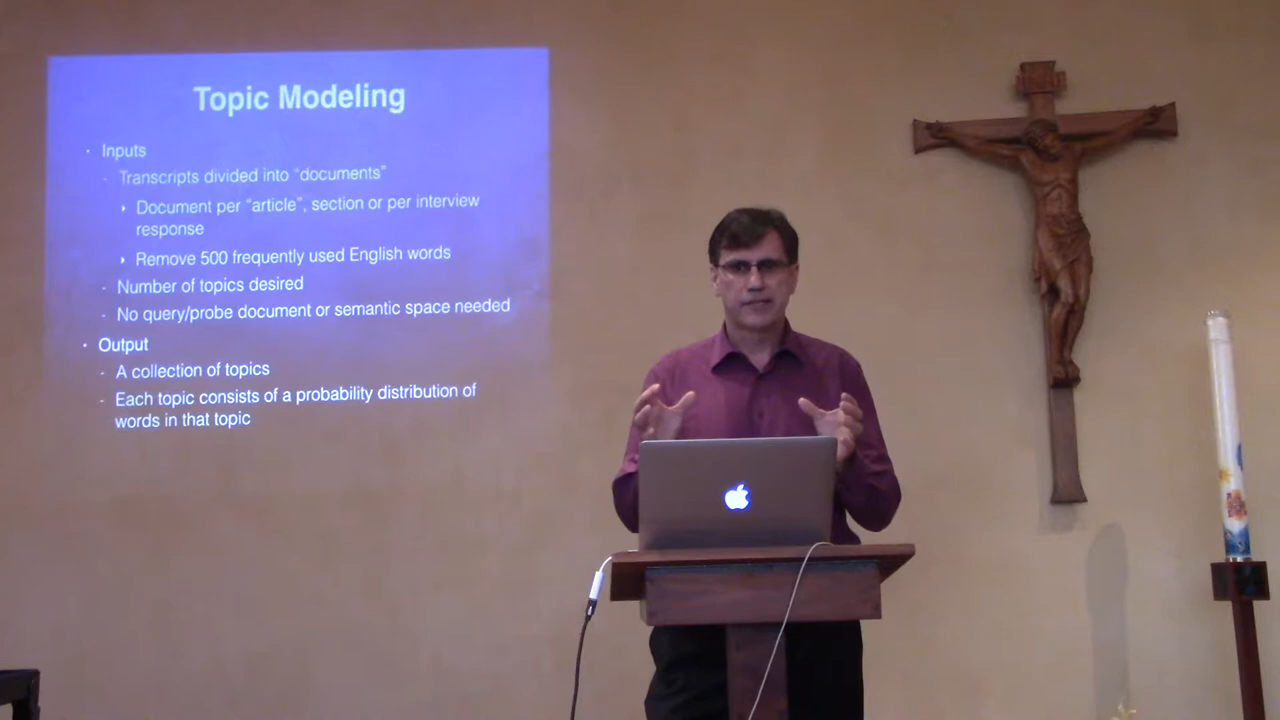 Topic Modeling
• Inputs
- Transcripts divided into “documents”
‣ Document per “article”, section or per interview
response
‣ Remove 500 frequently used English words
- Number of topics desired
- No query/probe document or semantic space needed
• Output
- A collection of topics
- Each topic consists of a probability distribution of
words in that topic